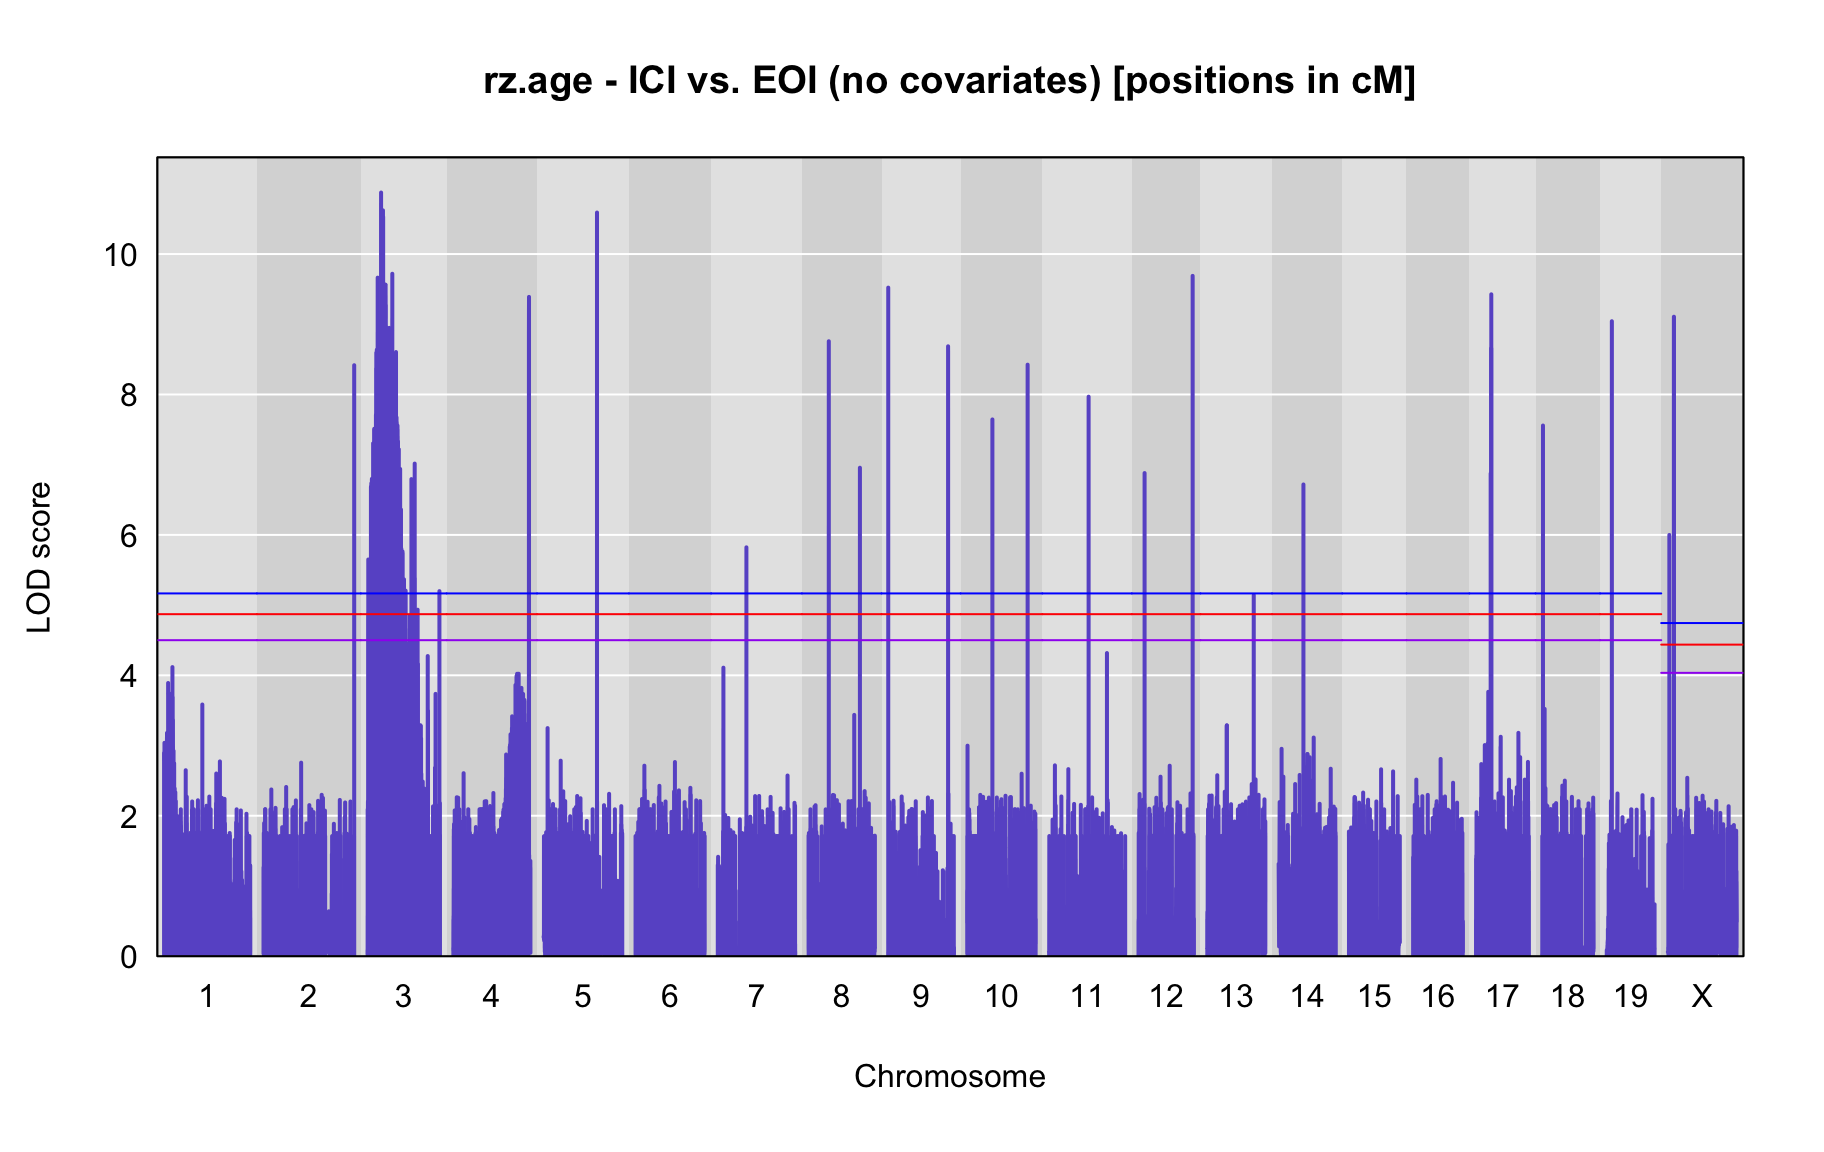 rz.age - ICI vs. EOI (no covariates) [positions in cM]
LOD score
10
8
6
4
2
0
1 2 3 4 5 6 7 8 9 10 11 12 13 14 15 16 17 18 19 X
Chromosome